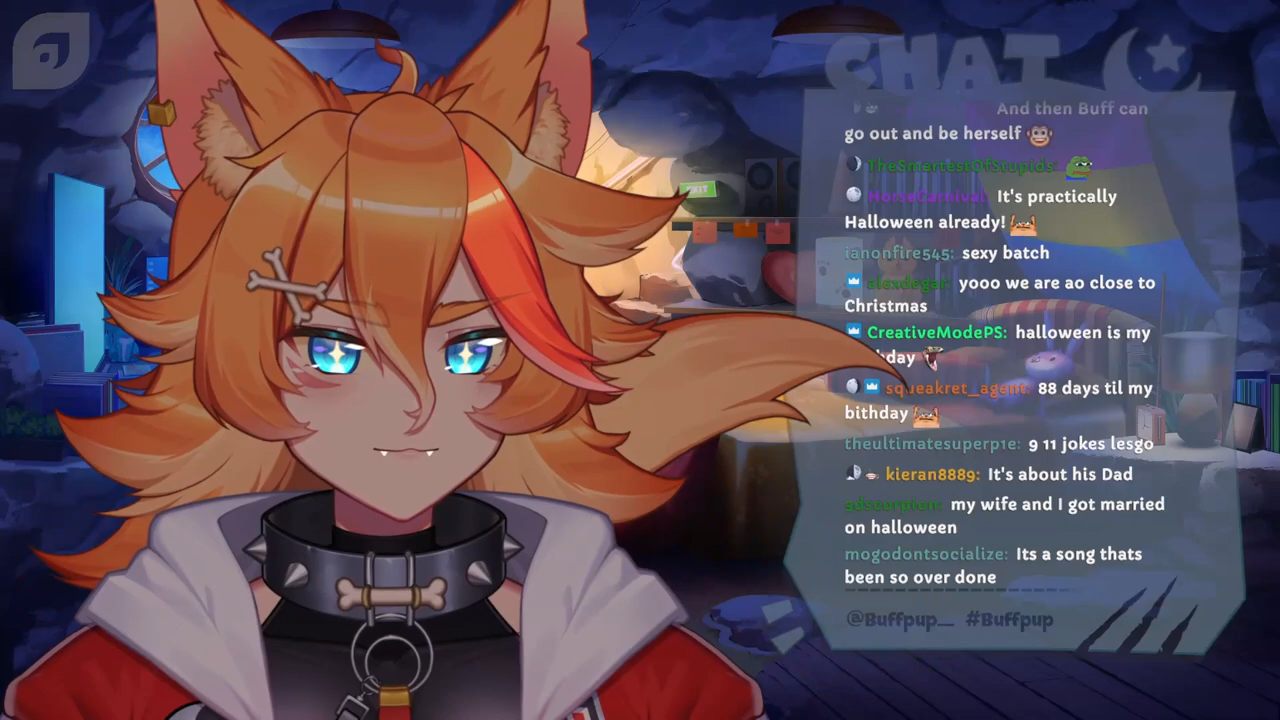 CHAT
And then Buff can
go out and be herself
TheSmartestOfStupids:
EXIT
HorseCarnival: It's practically
Halloween already!
ianonfire545: sexy batch
alexdegar: yooo we are ao close to
Christmas
CreativeModePS: halloween is my
hday
squeakret_agent: 88 days til my
bithday
theultimatesuperp1e: 9 11 jokes lesgo
kieran8889: It's about his Dad
my wife and I got married
on halloween
mogodontsocialize: Its a song thats
been so over done
@Buffpup__ #Buffpup